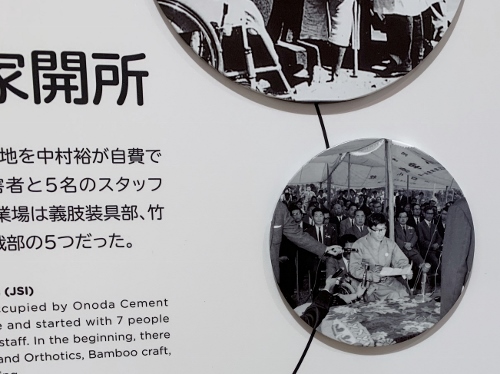 家開所
地を中村裕が自費で
害者と5名のスタッフ
業場は義肢装具部、竹
部の5つだった。
(JSI)
ccupied by Onoda Cement
e and started with 7 people
staff. In the beginning, there
and Orthotics, Bamboo craft,